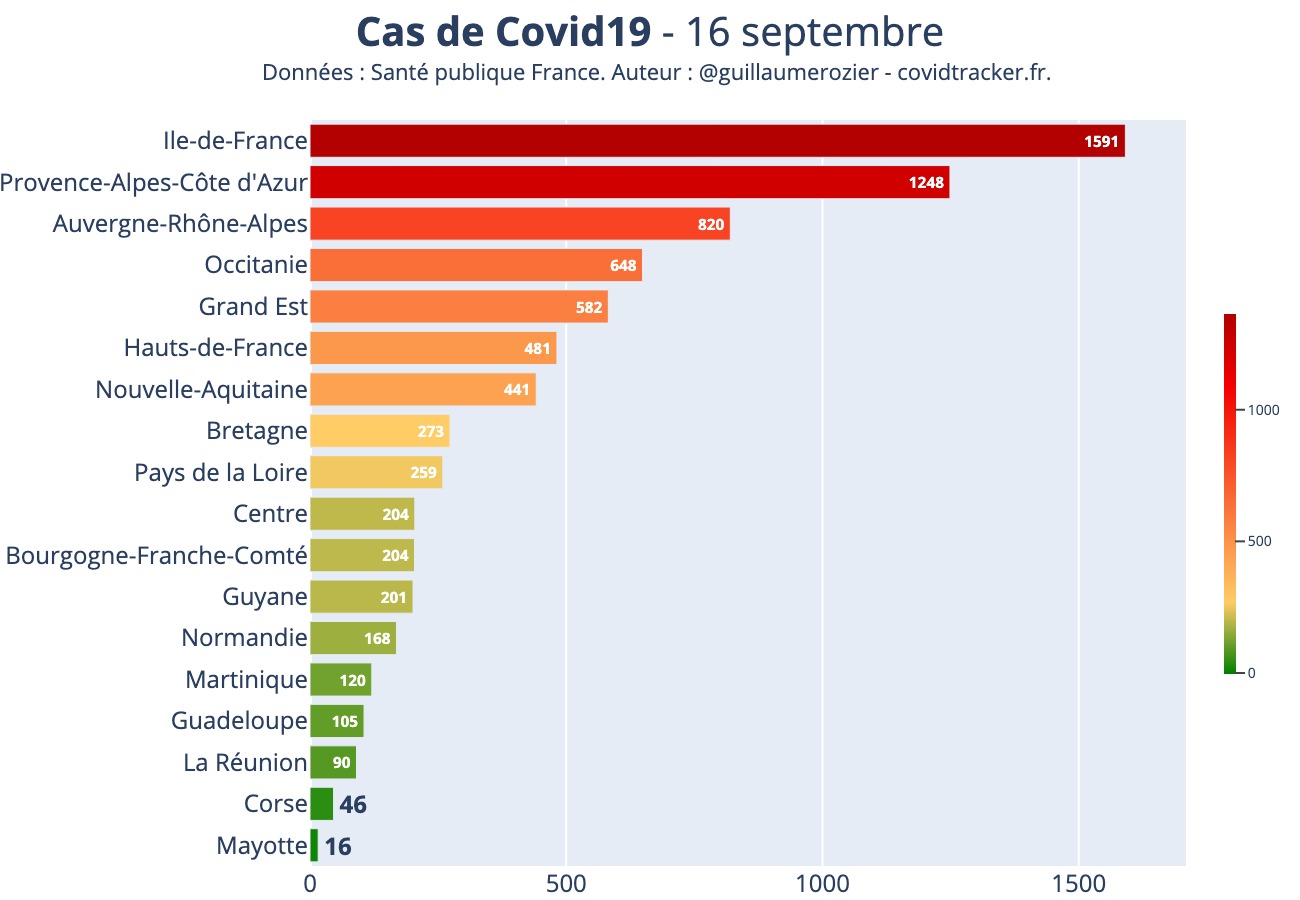 Cas de Covid19 - 16 septembre
Données : Santé publique France. Auteur : @guillaumerozier - covidtracker.fr.
Ile-de-France 1591
Provence-Alpes-Côte d'Azur 1248
Auvergne-Rhône-Alpes 820
Occitanie 648
Grand Est 582
Hauts-de-France 481
Nouvelle-Aquitaine 441
Bretagne 273
Pays de la Loire 259
Centre 204
Bourgogne-Franche-Comté 204
Guyane 201
Normandie 168
Martinique 120
Guadeloupe 105
La Réunion 90
Corse 46
Mayotte 16
0 500 1000 1500
1000
500
0